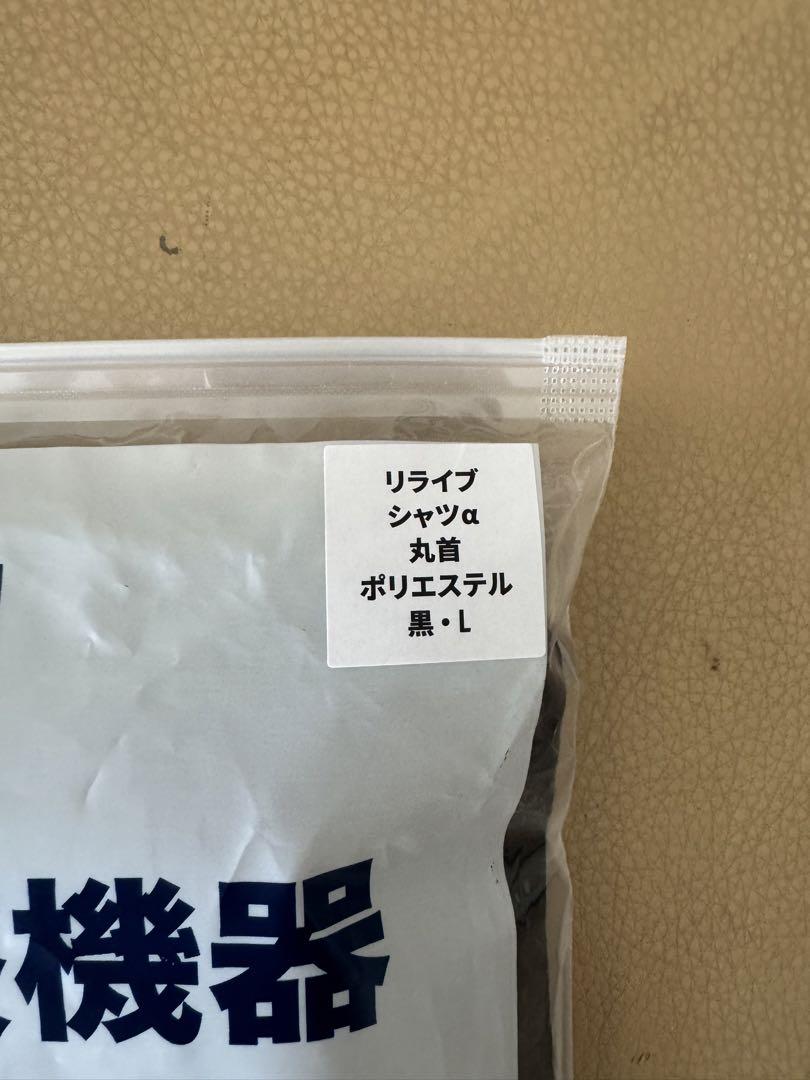 リライブ
シャツα
丸首
ポリエステル
黒・L
機器